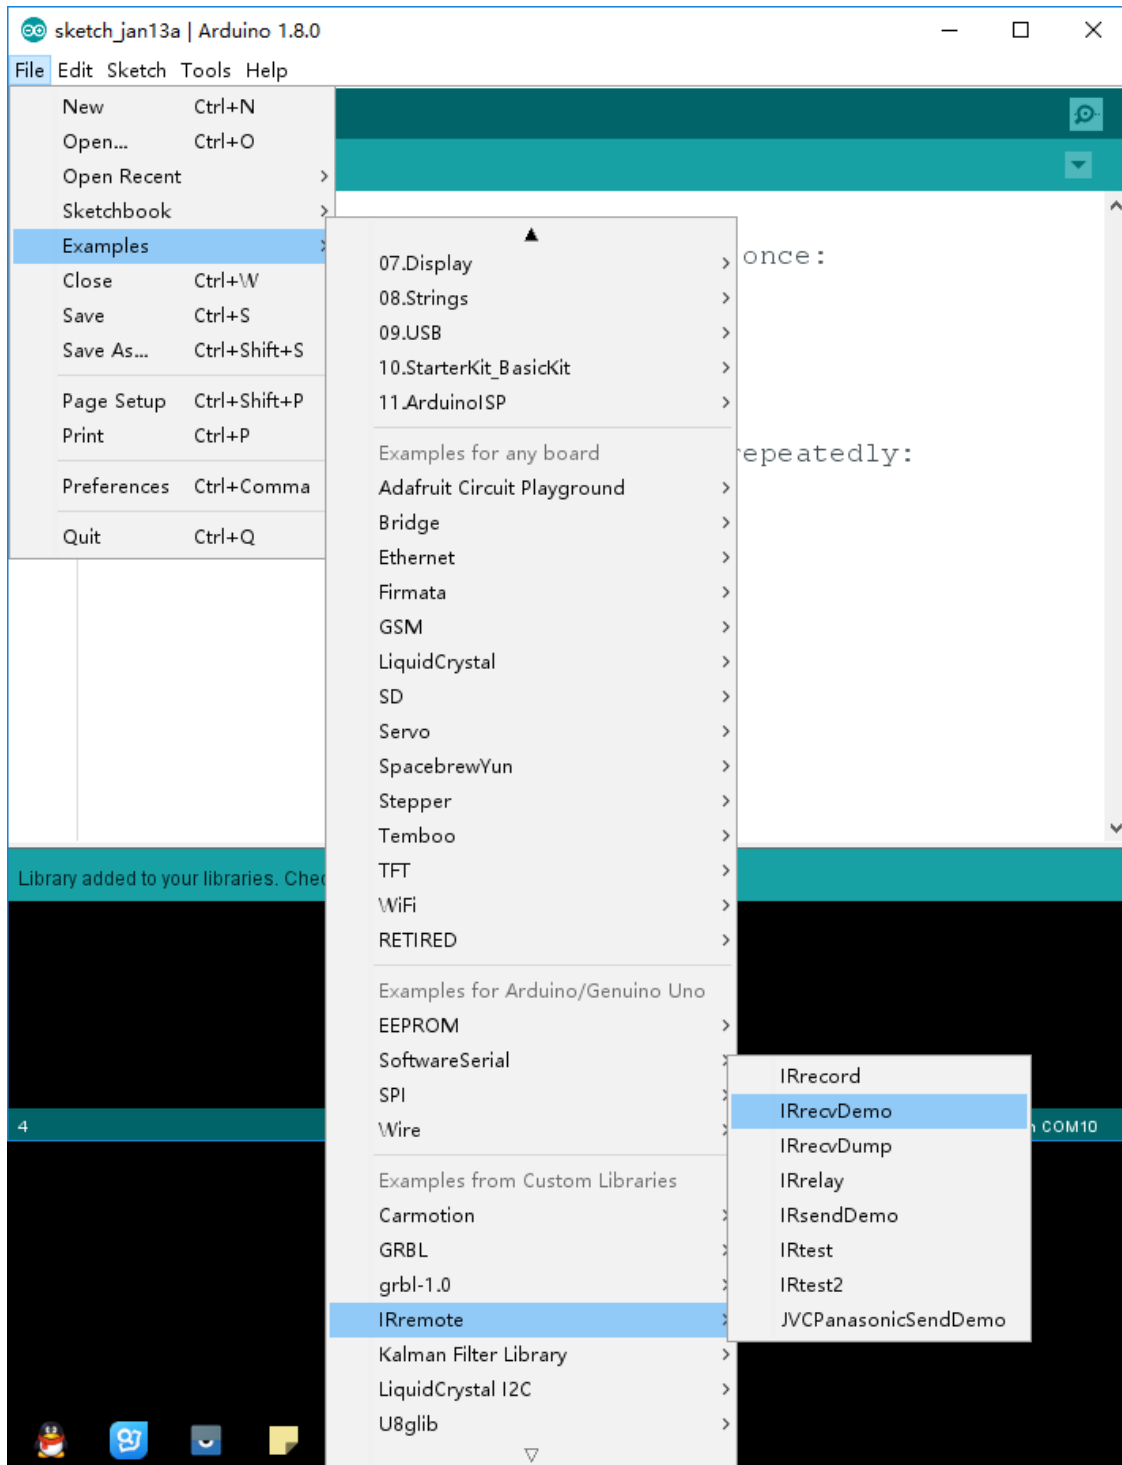 sketch_jan13a | Arduino 1.8.0
File Edit Sketch Tools Help
New Ctrl+N
Open... Ctrl+O
Open Recent
Sketchbook
Examples
Close Ctrl+W
Save Ctrl+S
Save As... Ctrl+Shift+S
Page Setup Ctrl+Shift+P
Print Ctrl+P
Preferences Ctrl+Comma
Quit Ctrl+Q
07.Display
08.Strings
09.USB
10.StarterKit_BasicKit
11.ArduinoISP
Examples for any board
Adafruit Circuit Playground
Bridge
Ethernet
Firmata
GSM
LiquidCrystal
SD
Servo
SpacebrewYun
Stepper
Temboo
TFT
WiFi
RETIRED
Examples for Arduino/Genuino Uno
EEPROM
SoftwareSerial
SPI
Wire
Examples from Custom Libraries
Carmotion
GRBL
grbl-1.0
IRremote
Kalman Filter Library
LiquidCrystal I2C
U8glib
IRrecord
IRrecvDemo
IRrecvDump
IRrelay
IRsendDemo
IRtest
IRtest2
JVCPanasonicSendDemo
once:
epeatedly:
Library added to your libraries. Chec
4
COM10